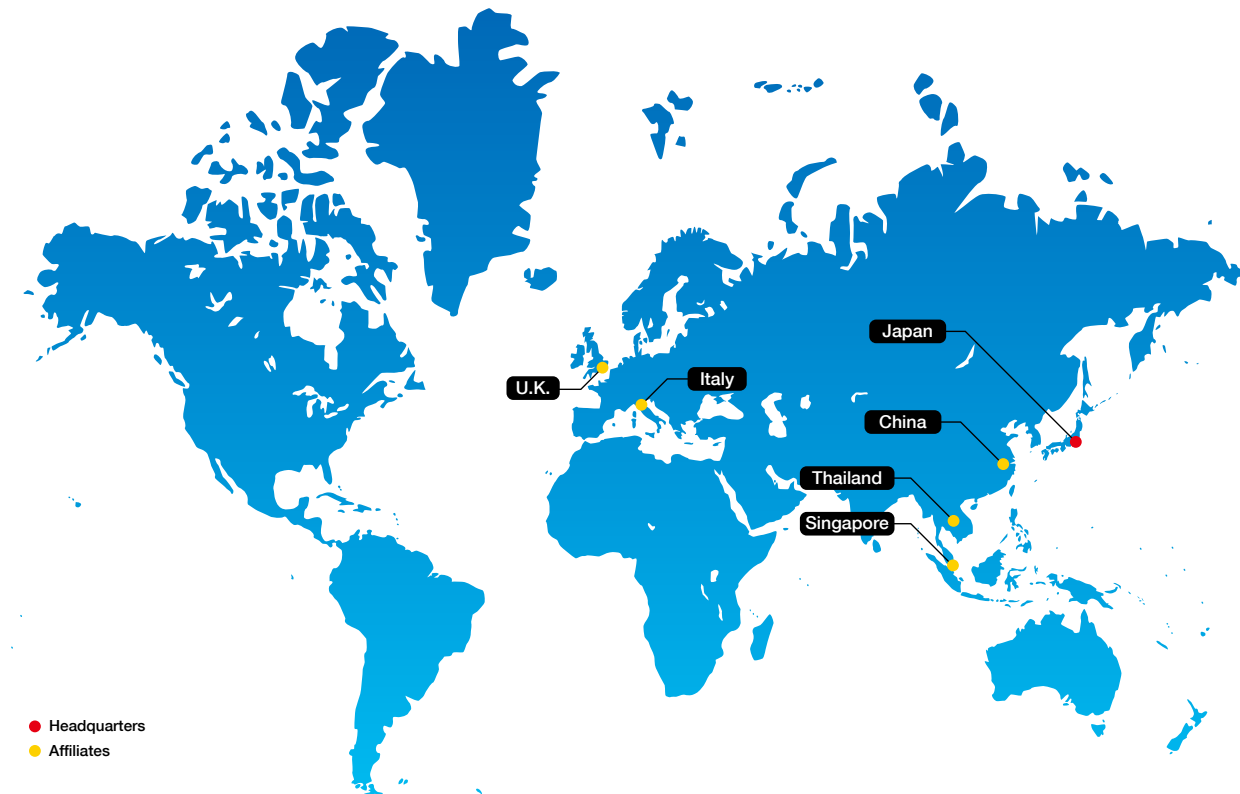 Japan
Italy
U.K.
China
Thailand
Singapore
Headquarters
Affiliates